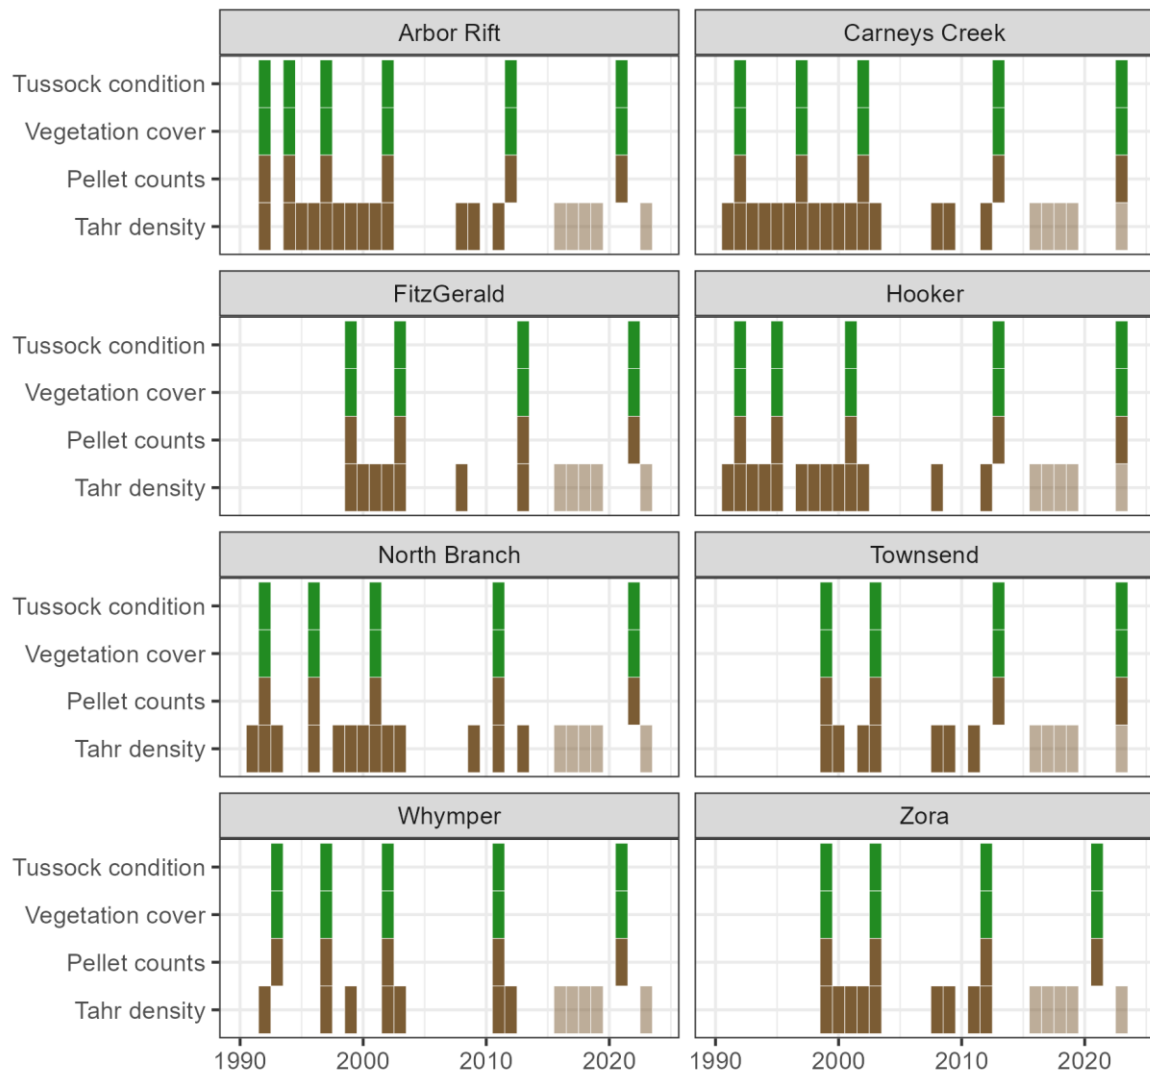 Arbor Rift
Carneys Creek
Tussock condition
Vegetation cover
Pellet counts
Tahr density
FitzGerald
Hooker
Tussock condition
Vegetation cover
Pellet counts
Tahr density
North Branch
Townsend
Tussock condition
Vegetation cover
Pellet counts
Tahr density
Whymper
Zora
Tussock condition
Vegetation cover
Pellet counts
Tahr density
1990 2000 2010 2020
1990 2000 2010 2020